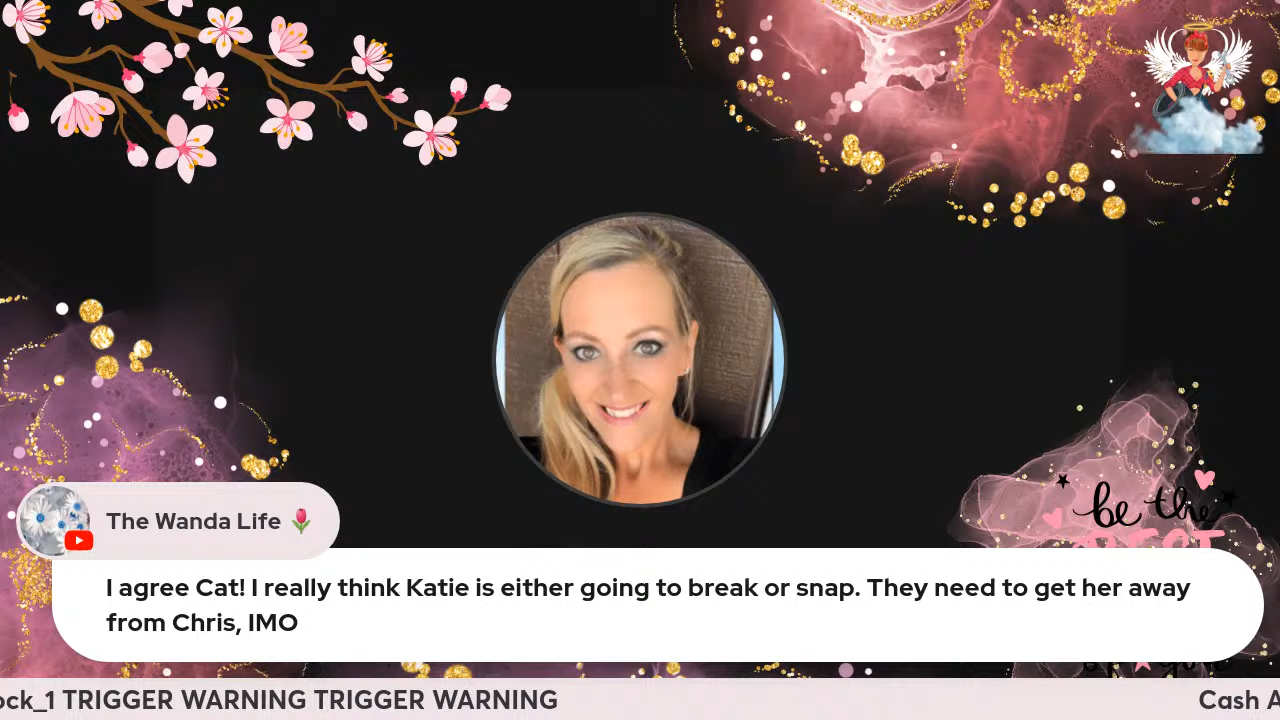 be the
The Wanda Life
I agree Cat! I really think Katie is either going to break or snap. They need to get her away
from Chris, IMO
ock_1 TRIGGER WARNING TRIGGER WARNING
Cash A